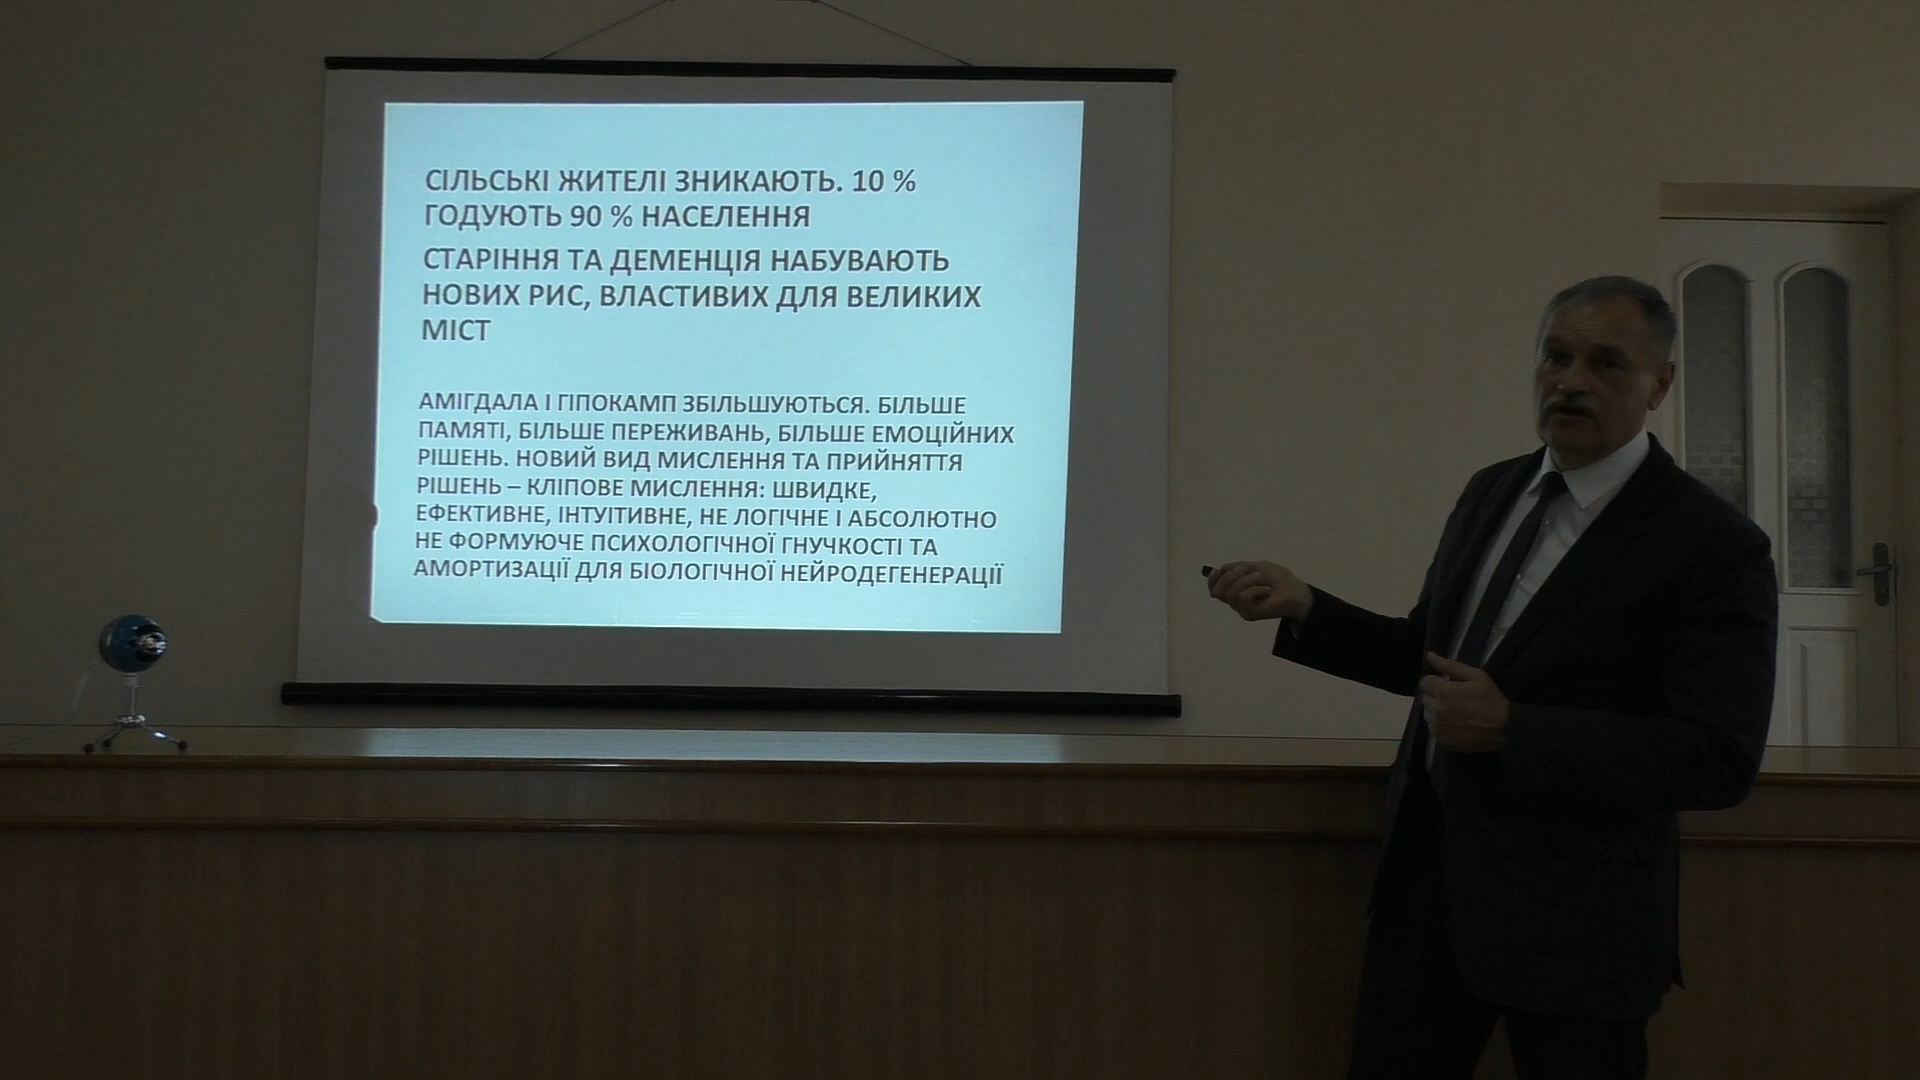 СІЛЬСЬКІ ЖИТЕЛІ ЗНИКАЮТЬ. 10 %
ГОДУЮТЬ 90 % НАСЕЛЕННЯ
СТАРІННЯ ТА ДЕМЕНЦІЯ НАБУВАЮТЬ
НОВИХ РИС, ВЛАСТИВИХ ДЛЯ ВЕЛИКИХ
МІСТ
АМІГДАЛА І ГІПОКАМП ЗБІЛЬШУЮТЬСЯ. БІЛЬШЕ
ПАМЯТІ, БІЛЬШЕ ПЕРЕЖИВАНЬ, БІЛЬШЕ ЕМОЦІЙНИХ
РІШЕНЬ. НОВИЙ ВИД МИСЛЕННЯ ТА ПРИЙНЯТТЯ
РІШЕНЬ – КЛІПОВЕ МИСЛЕННЯ: ШВИДКЕ,
ЕФЕКТИВНЕ, ІНТУІТИВНЕ, НЕ ЛОГІЧНЕ І АБСОЛЮТНО
НЕ ФОРМУЮЧЕ ПСИХОЛОГІЧНОЇ ГНУЧКОСТІ ТА
АМОРТИЗАЦІЇ ДЛЯ БІОЛОГІЧНОЇ НЕЙРОДЕГЕНЕРАЦІЇ